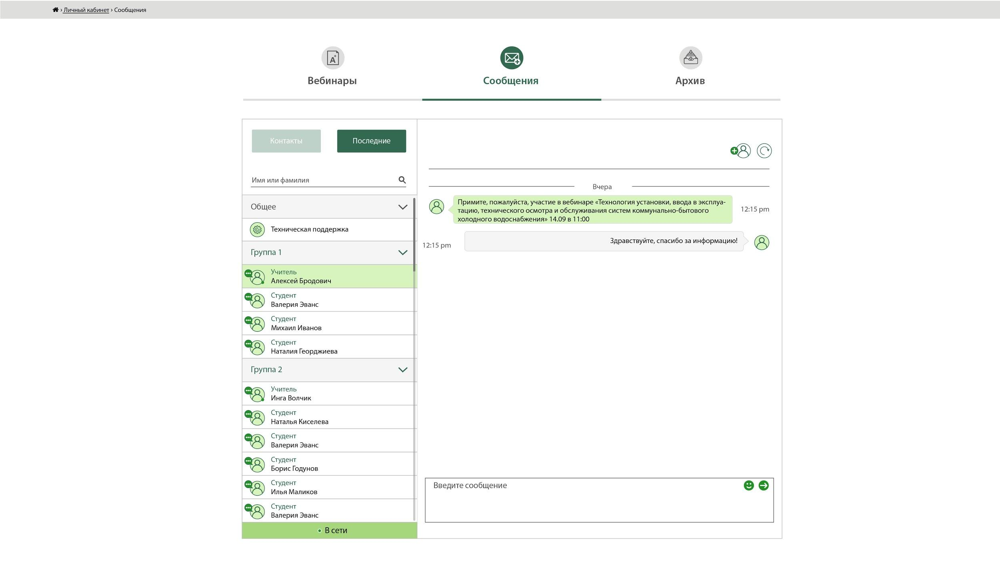 › Личный кабинет › Сообщения
A+
Вебинары
Сообщения
Архив
Контакты
Последние
Имя или фамилия
Общее
Техническая поддержка
Группа 1
Учитель
Алексей Бродович
Студент
Валерия Эванс
Студент
Михаил Иванов
Студент
Наталия Георджиева
Группа 2
Учитель
Инга Волчик
Студент
Наталья Киселева
Студент
Валерия Эванс
Студент
Борис Годунов
Студент
Илья Маликов
Студент
Валерия Эванс
В сети
Вчера
Примите, пожалуйста, участие в вебинаре «Технология установки, ввода в эксплуа-
тацию, технического осмотра и обслуживания систем коммунально-бытового
холодного водоснабжения» 14.09 в 11:00
12:15 pm
Здравствуйте, спасибо за информацию!
12:15 pm
Введите сообщение